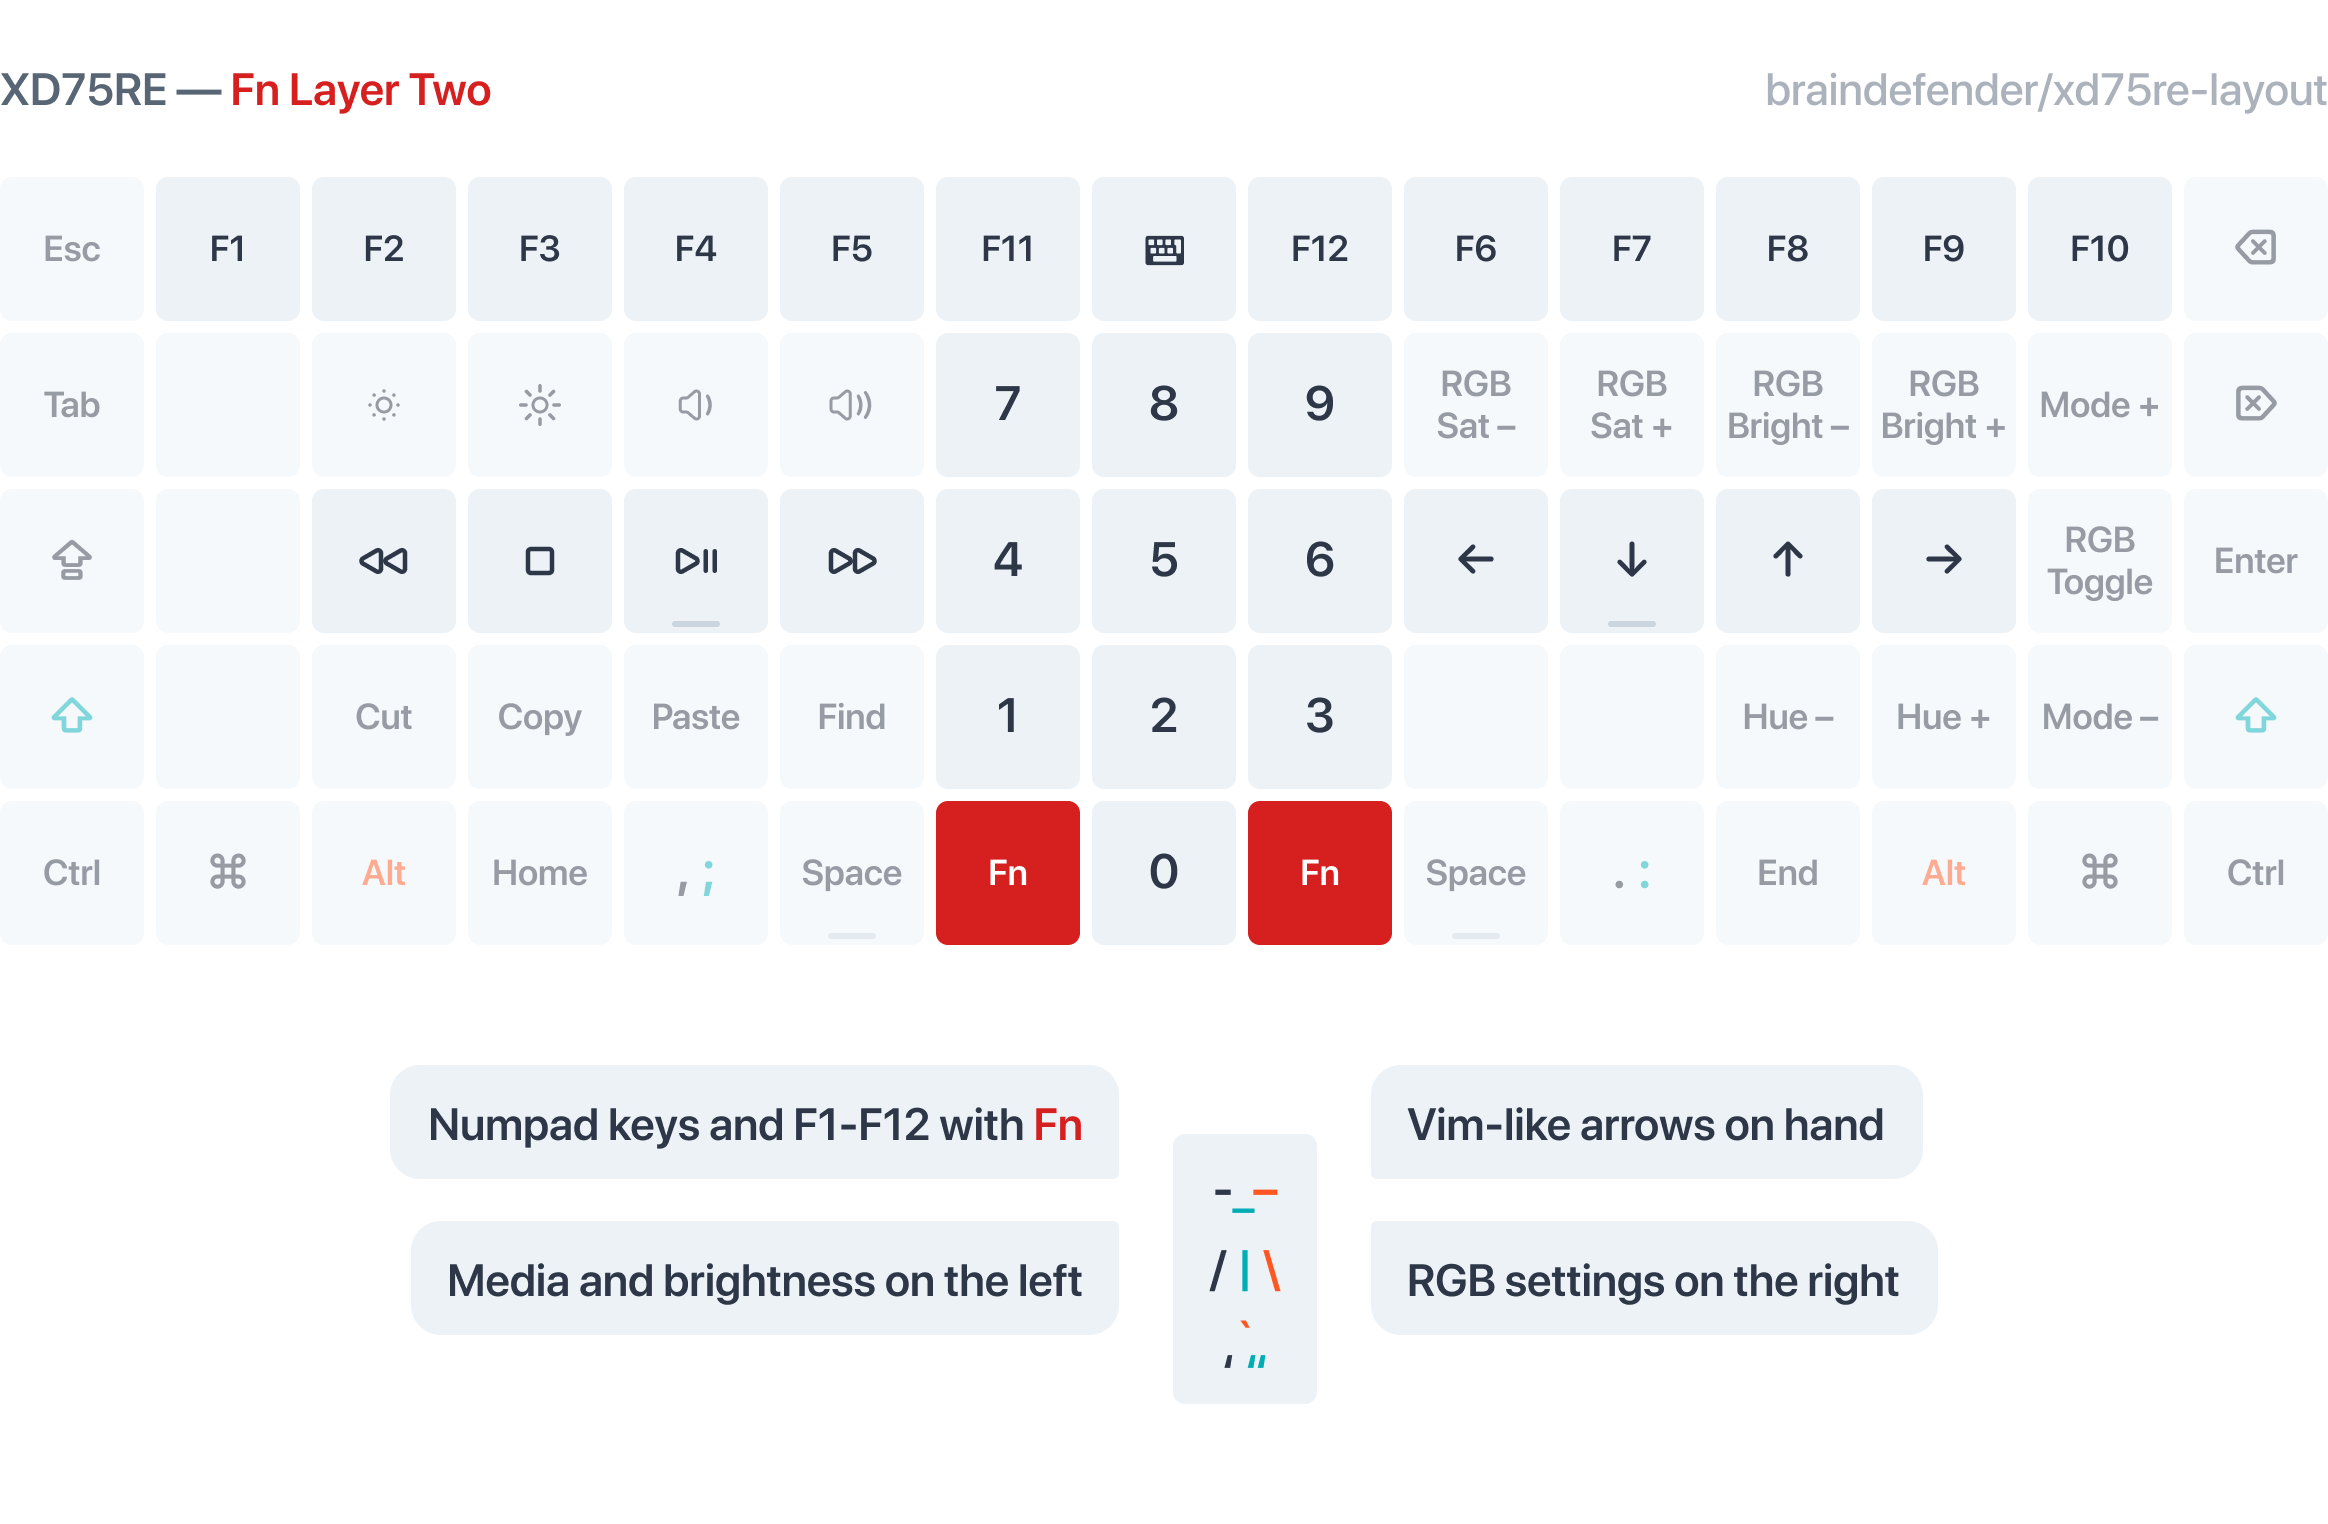 XD75RE — Fn Layer Two
braindefender/xd75re-layout
Esc F1 F2 F3 F4 F5 F11 F12 F6 F7 F8 F9 F10
Tab 7 8 9 RGB Sat – RGB Sat + RGB Bright – RGB Bright + Mode +
4 5 6 ← ↓ ↑ → RGB Toggle Enter
Cut Copy Paste Find 1 2 3 Hue – Hue + Mode –
Ctrl ⌘ Alt Home , ; Space Fn 0 Fn Space . : End Alt ⌘ Ctrl
Numpad keys and F1-F12 with Fn
Vim-like arrows on hand
Media and brightness on the left
RGB settings on the right
-_–
/|\
`
, „